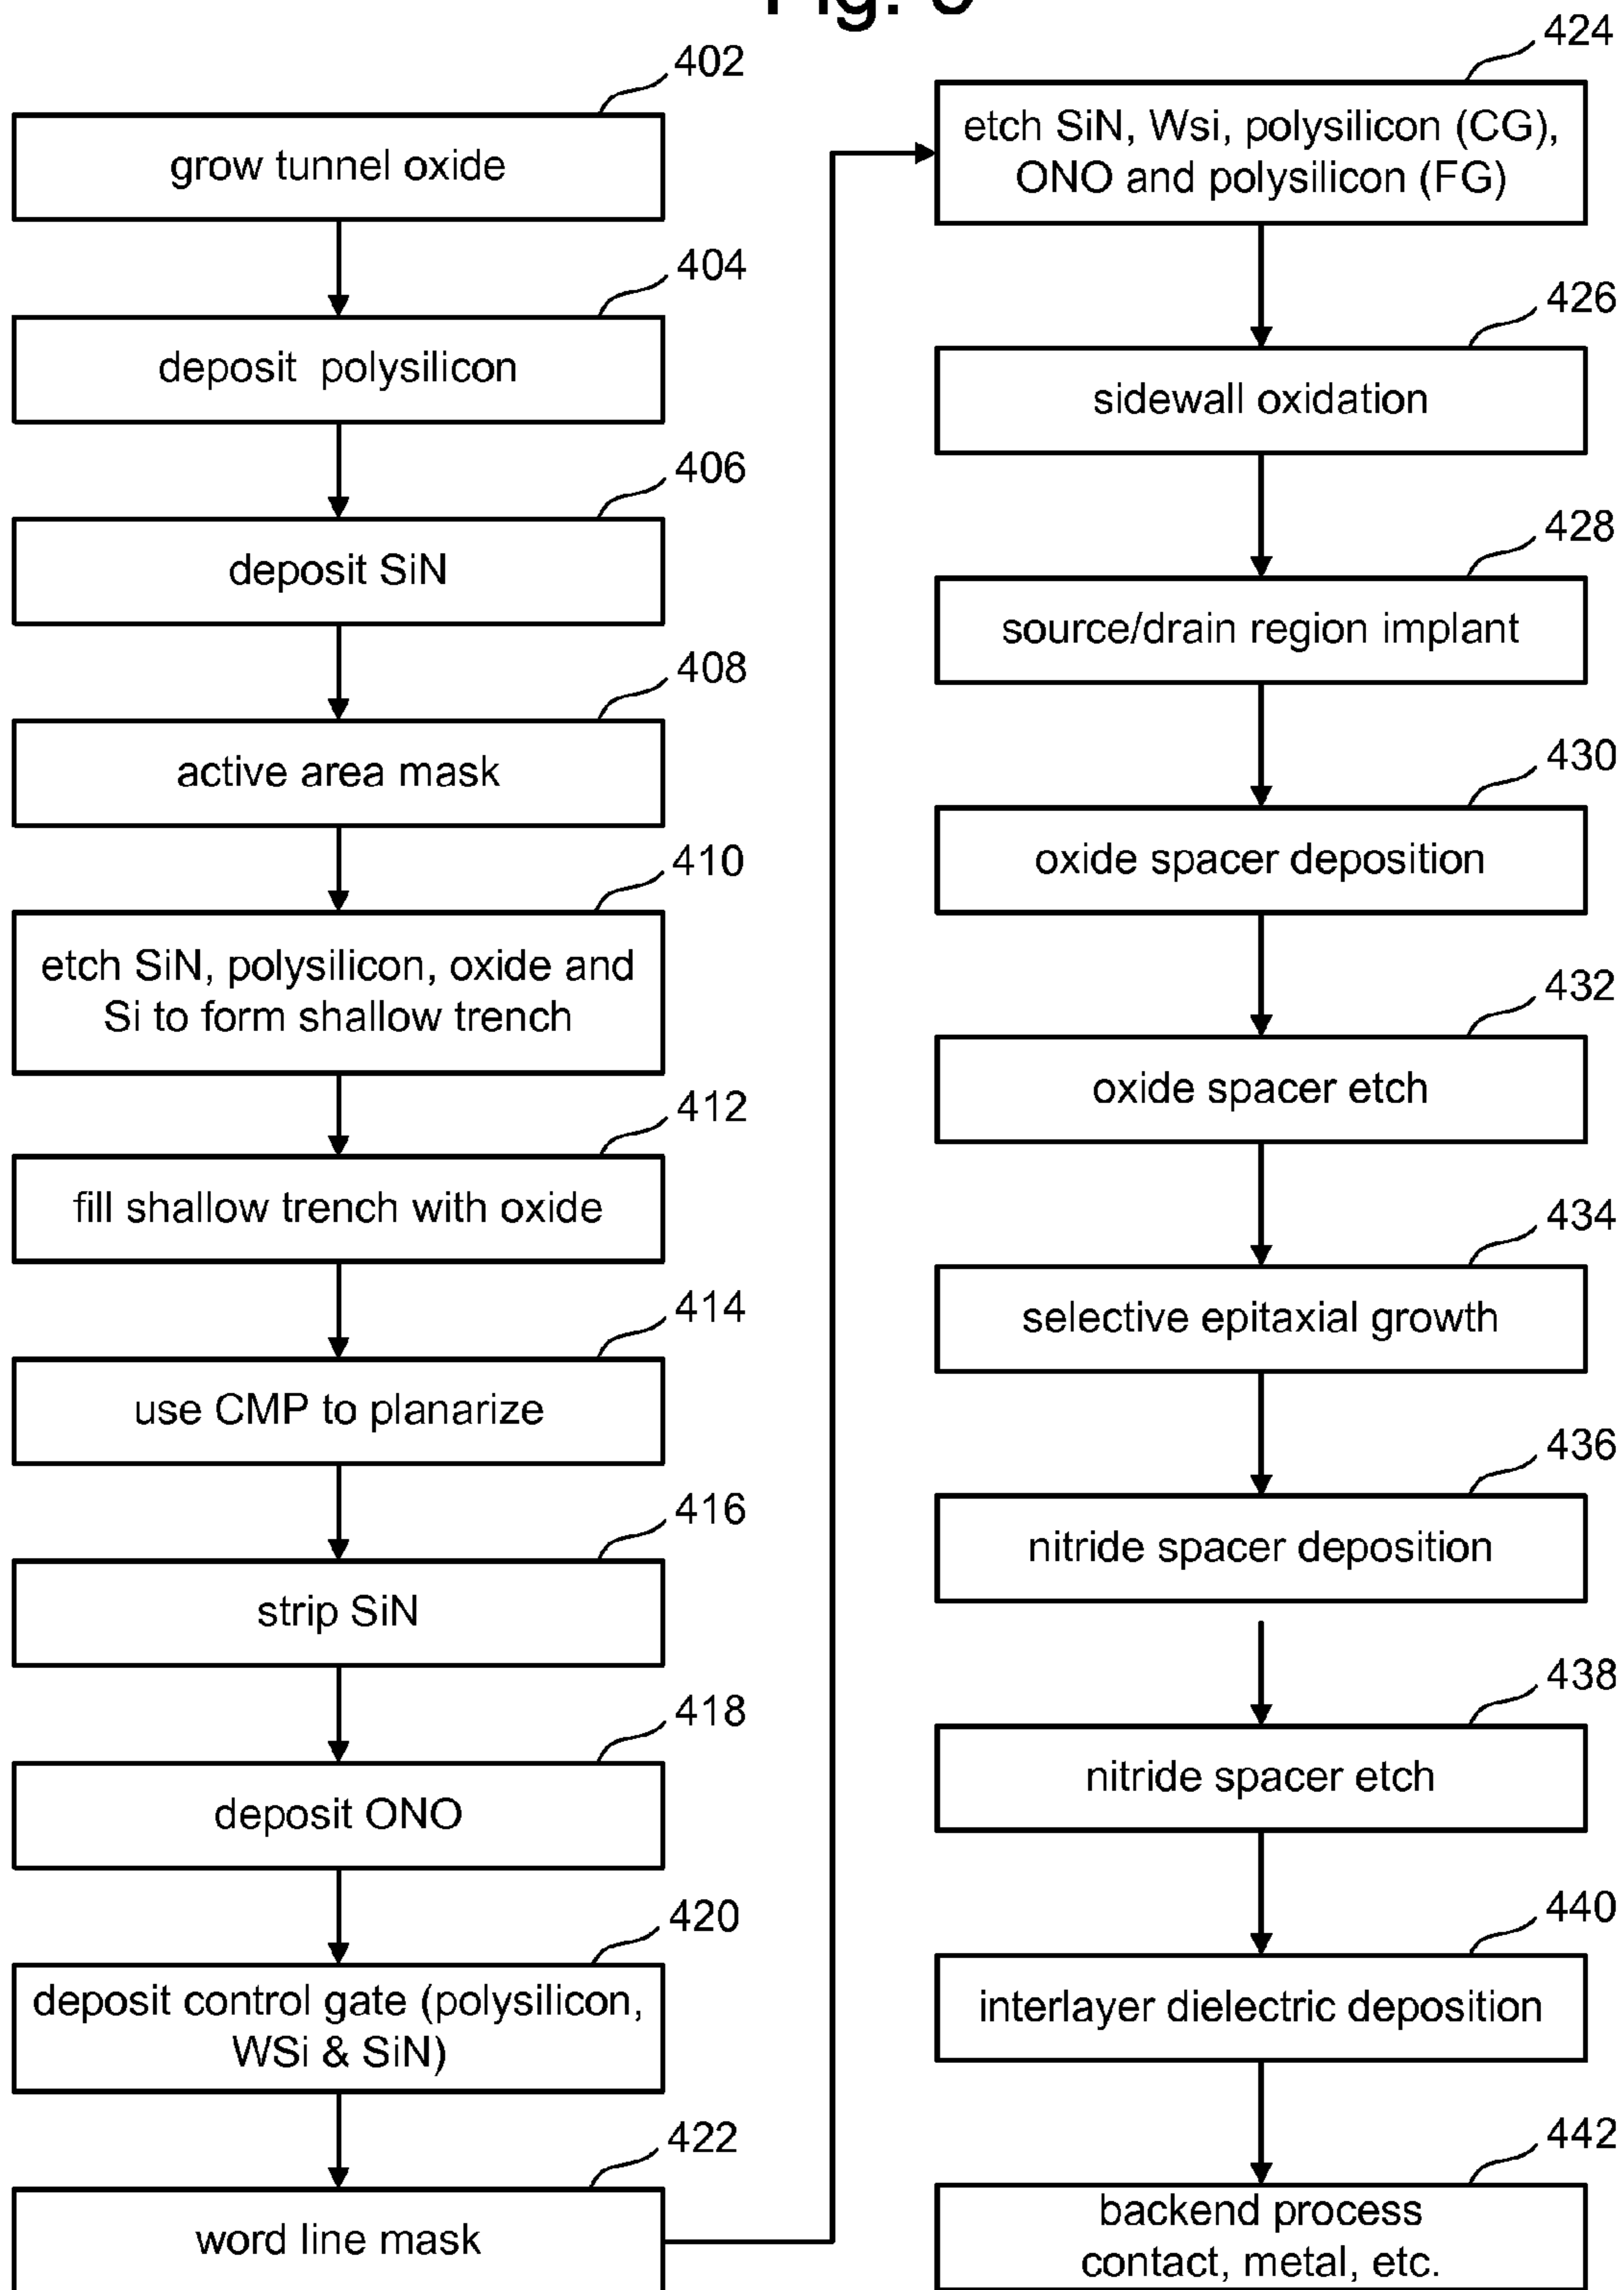 Fig.
402
grow tunnel oxide
404
deposit polysilicon
406
deposit SiN
408
active area mask
410
etch SiN, polysilicon, oxide and
Si to form shallow trench
412
fill shallow trench with oxide
414
use CMP to planarize
416
strip SiN
418
deposit ONO
420
deposit control gate (polysilicon,
WSi & SiN)
422
word line mask
424
etch SiN, Wsi, polysilicon (CG),
ONO and polysilicon (FG)
426
sidewall oxidation
428
source/drain region implant
430
oxide spacer deposition
432
oxide spacer etch
434
selective epitaxial growth
436
nitride spacer deposition
438
nitride spacer etch
440
interlayer dielectric deposition
442
backend process
contact, metal, etc.